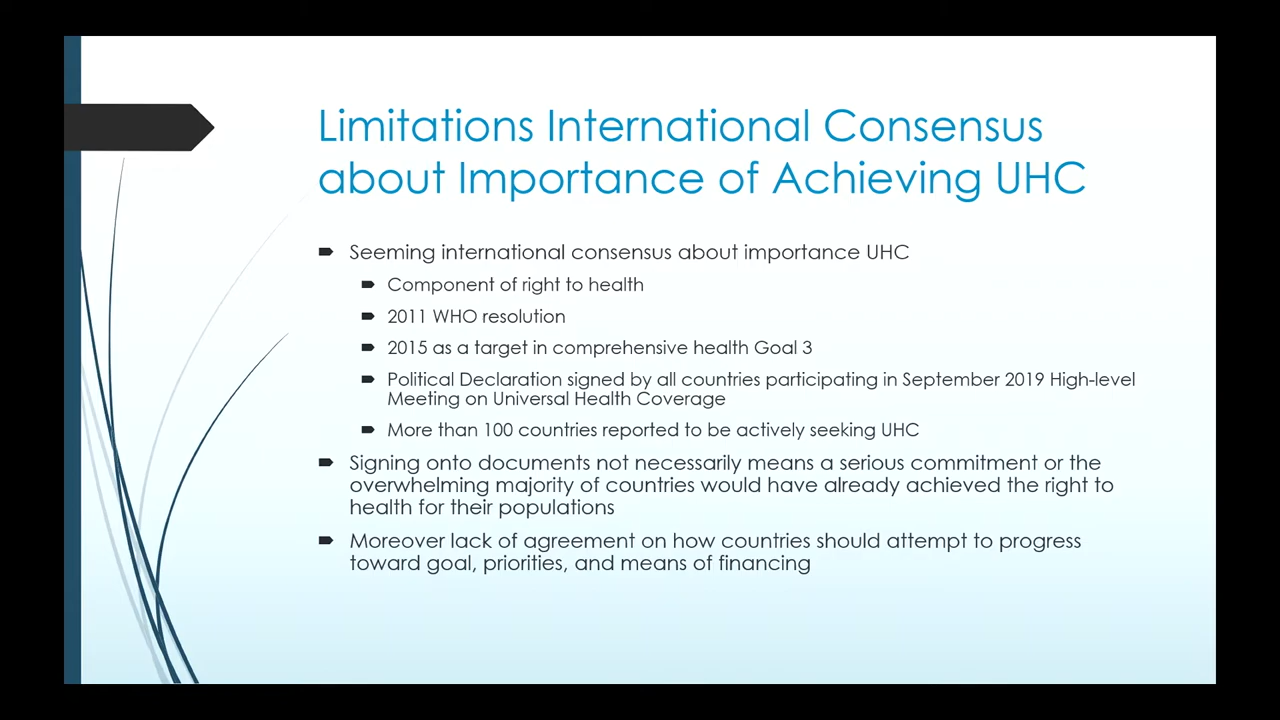 Limitations International Consensus
about Importance of Achieving UHC
Seeming international consensus about importance UHC
Component of right to health
2011 WHO resolution
2015 as a target in comprehensive health Goal 3
Political Declaration signed by all countries participating in September 2019 High-level
Meeting on Universal Health Coverage
More than 100 countries reported to be actively seeking UHC
Signing onto documents not necessarily means a serious commitment or the
overwhelming majority of countries would have already achieved the right to
health for their populations
Moreover lack of agreement on how countries should attempt to progress
toward goal, priorities, and means of financing